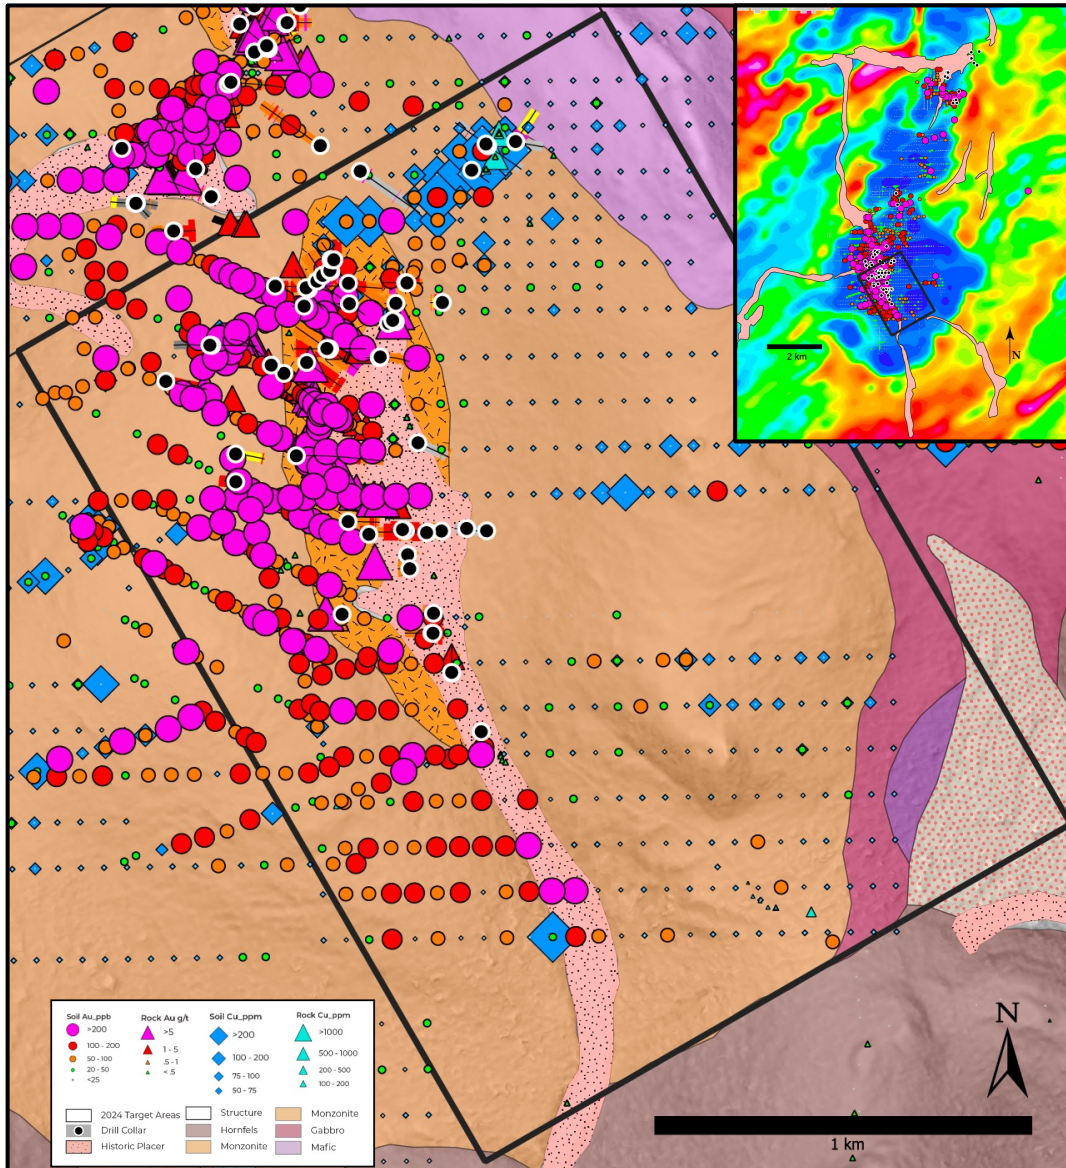 2 km
N
N
1 km
Soil Au_ppb
>200
100 - 200
50 - 100
20 - 50
<25
Rock Au g/t
>5
1 - 5
.5 - 1
< .5
Soil Cu_ppm
>200
100 - 200
75 - 100
50 - 75
Rock Cu_ppm
>1000
500-1000
200 - 500
100 - 200
2024 Target Areas
Drill Collar
Historic Placer
Structure
Hornfels
Monzonite
Monzonite
Gabbro
Mafic